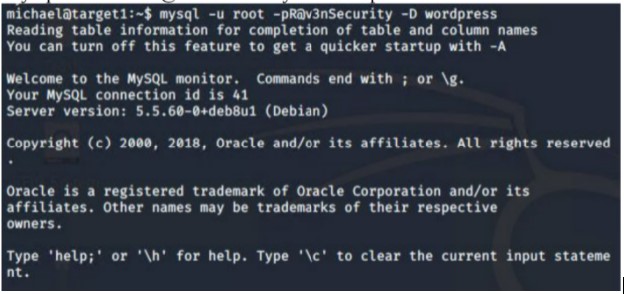 michael@target1:~$ mysql -u root -pR@v3nSecurity -D wordpress
Reading table information for completion of table and column names
You can turn off this feature to get a quicker startup with -A
Welcome to the MySQL monitor.  Commands end with ; or \g.
Your MySQL connection id is 41
Server version: 5.5.60-0+deb8u1 (Debian)
Copyright (c) 2000, 2018, Oracle and/or its affiliates. All rights reserved
.
Oracle is a registered trademark of Oracle Corporation and/or its
affiliates. Other names may be trademarks of their respective
owners.
Type 'help;' or '\h' for help. Type '\c' to clear the current input stateme
nt.